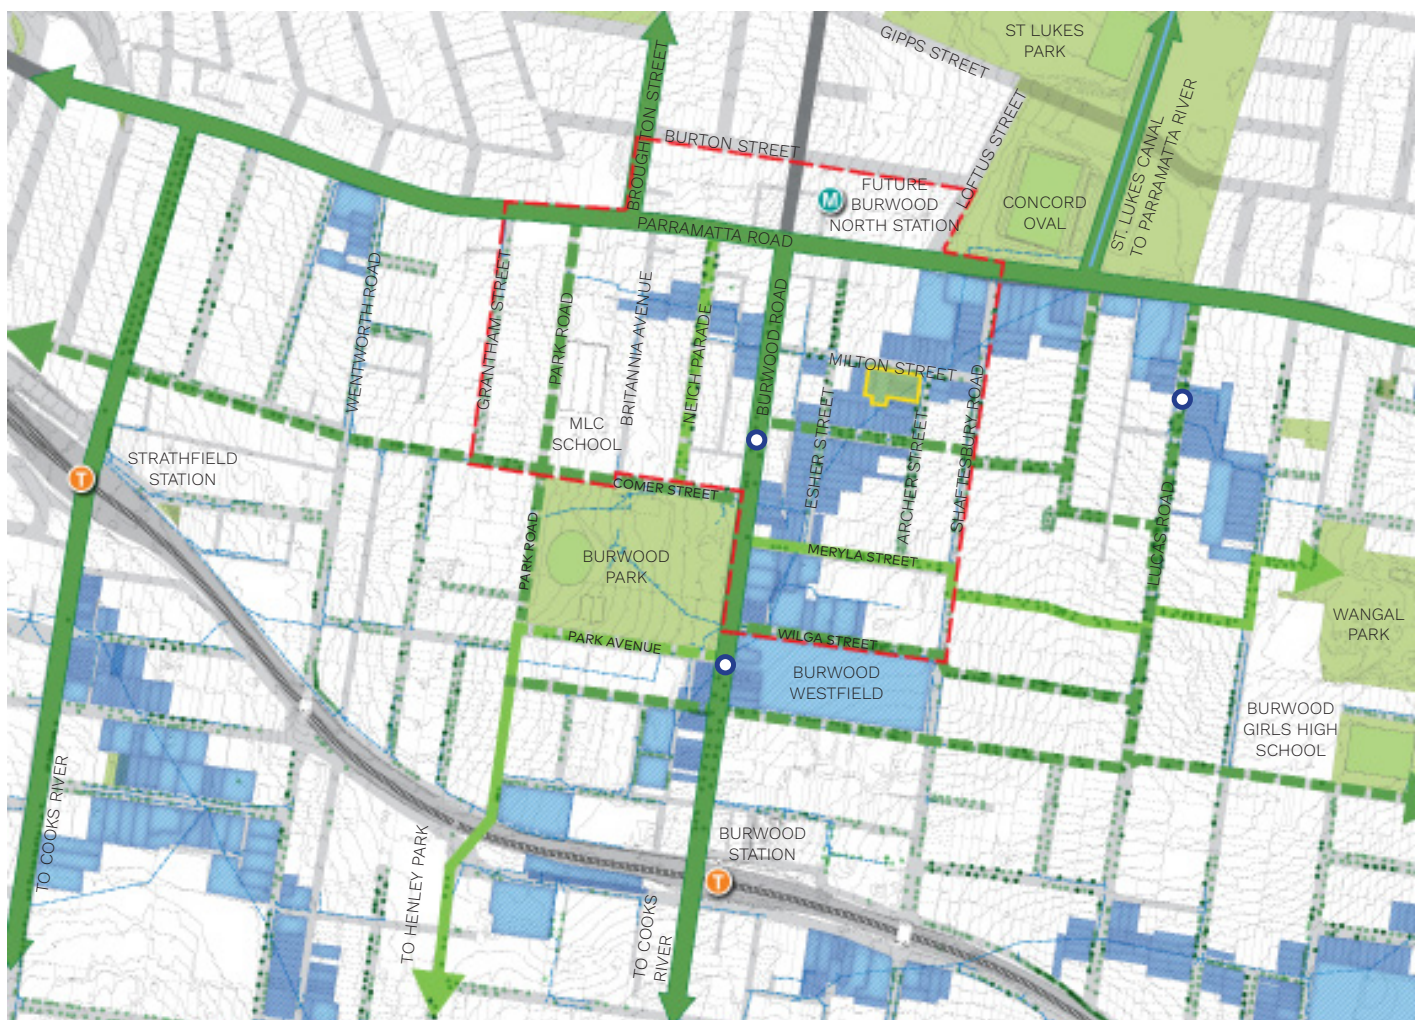 GIPPS STREET
ST LUKES
PARK
BROUGHTON STREET
BURTON STREET
LOFTUS STREET
ST. LUKES CANAL
TO PARRAMATTA RIVER
M
FUTURE
BURWOOD
NORTH STATION
CONCORD
OVAL
PARRAMATTA ROAD
WENTWORTH ROAD
GRANTHAM STREET
PARK ROAD
BRITANNIA AVENUE
NEICH PARADE
BURWOOD ROAD
MILTON STREET
ESHER STREET
ARCHER STREET
SHAFTESBURY ROAD
MLC
SCHOOL
T
STRATHFIELD
STATION
COMER STREET
PARK ROAD
BURWOOD
PARK
MERYLA STREET
LUCAS ROAD
WANGAL
PARK
PARK AVENUE
WILGA STREET
BURWOOD
WESTFIELD
BURWOOD
GIRLS HIGH
SCHOOL
TO COOKS RIVER
TO HENLEY PARK
BURWOOD
STATION
T
TO COOKS
RIVER